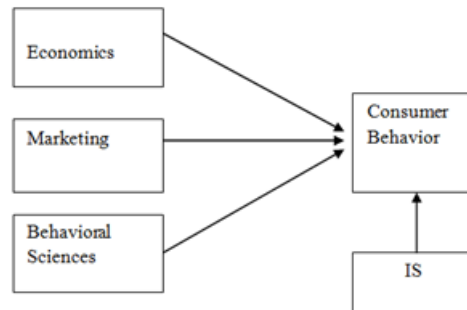 Economics
Marketing
Behavioral
Sciences
Consumer
Behavior
IS